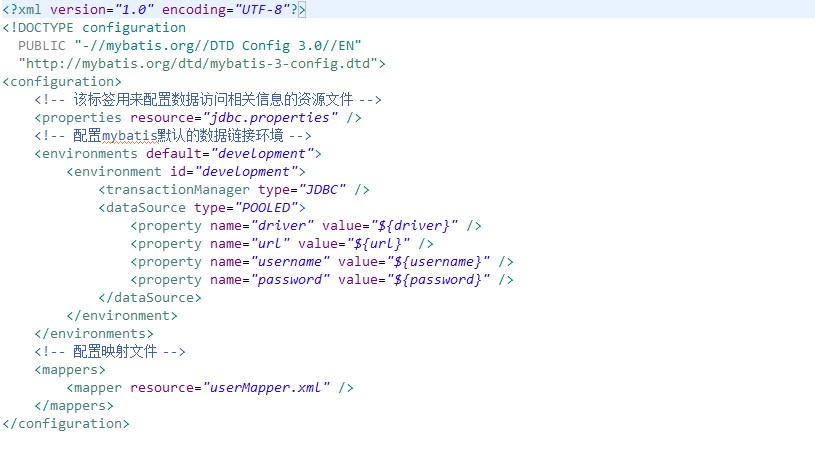 <?xml version="1.0" encoding="UTF-8"?>
<!DOCTYPE configuration
  PUBLIC "-//mybatis.org//DTD Config 3.0//EN"
  "http://mybatis.org/dtd/mybatis-3-config.dtd">
<configuration>
    <!-- 该标签用来配置数据访问相关信息的资源文件 -->
    <properties resource="jdbc.properties" />
    <!-- 配置mybatis默认的数据链接环境 -->
    <environments default="development">
        <environment id="development">
            <transactionManager type="JDBC" />
            <dataSource type="POOLED">
                <property name="driver" value="${driver}" />
                <property name="url" value="${url}" />
                <property name="username" value="${username}" />
                <property name="password" value="${password}" />
            </dataSource>
        </environment>
    </environments>
    <!-- 配置映射文件 -->
    <mappers>
        <mapper resource="userMapper.xml" />
    </mappers>
</configuration>